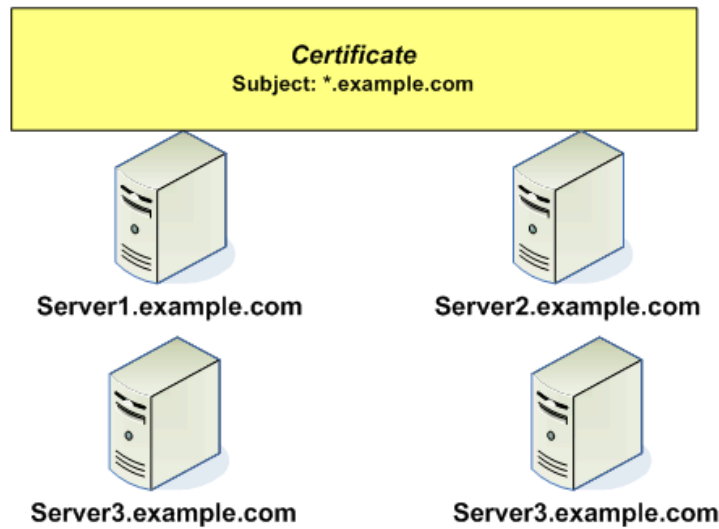 Certificate
Subject: *.example.com
Server1.example.com
Server2.example.com
Server3.example.com
Server3.example.com